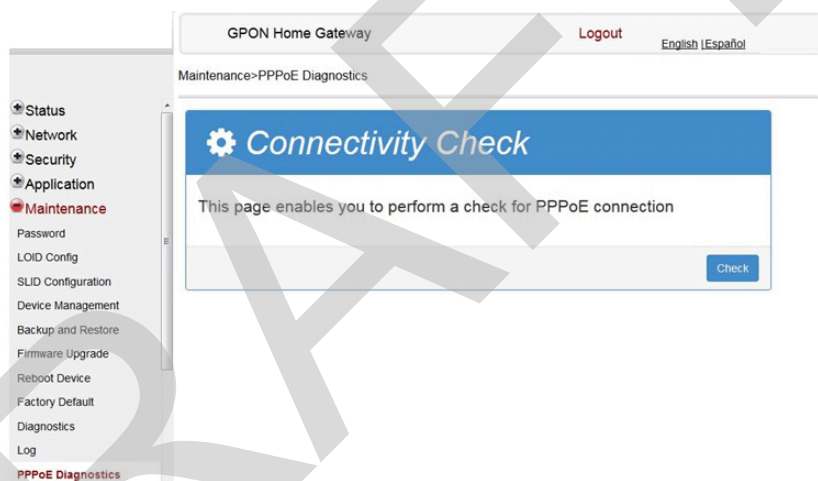 GPON Home Gateway
Logout
English |Español
Maintenance>PPPoE Diagnostics
Status
Network
Security
Application
Maintenance
Password
LOID Config
SLID Configuration
Device Management
Backup and Restore
Firmware Upgrade
Reboot Device
Factory Default
Diagnostics
Log
PPPoE Diagnostics
Connectivity Check
This page enables you to perform a check for PPPoE connection
Check